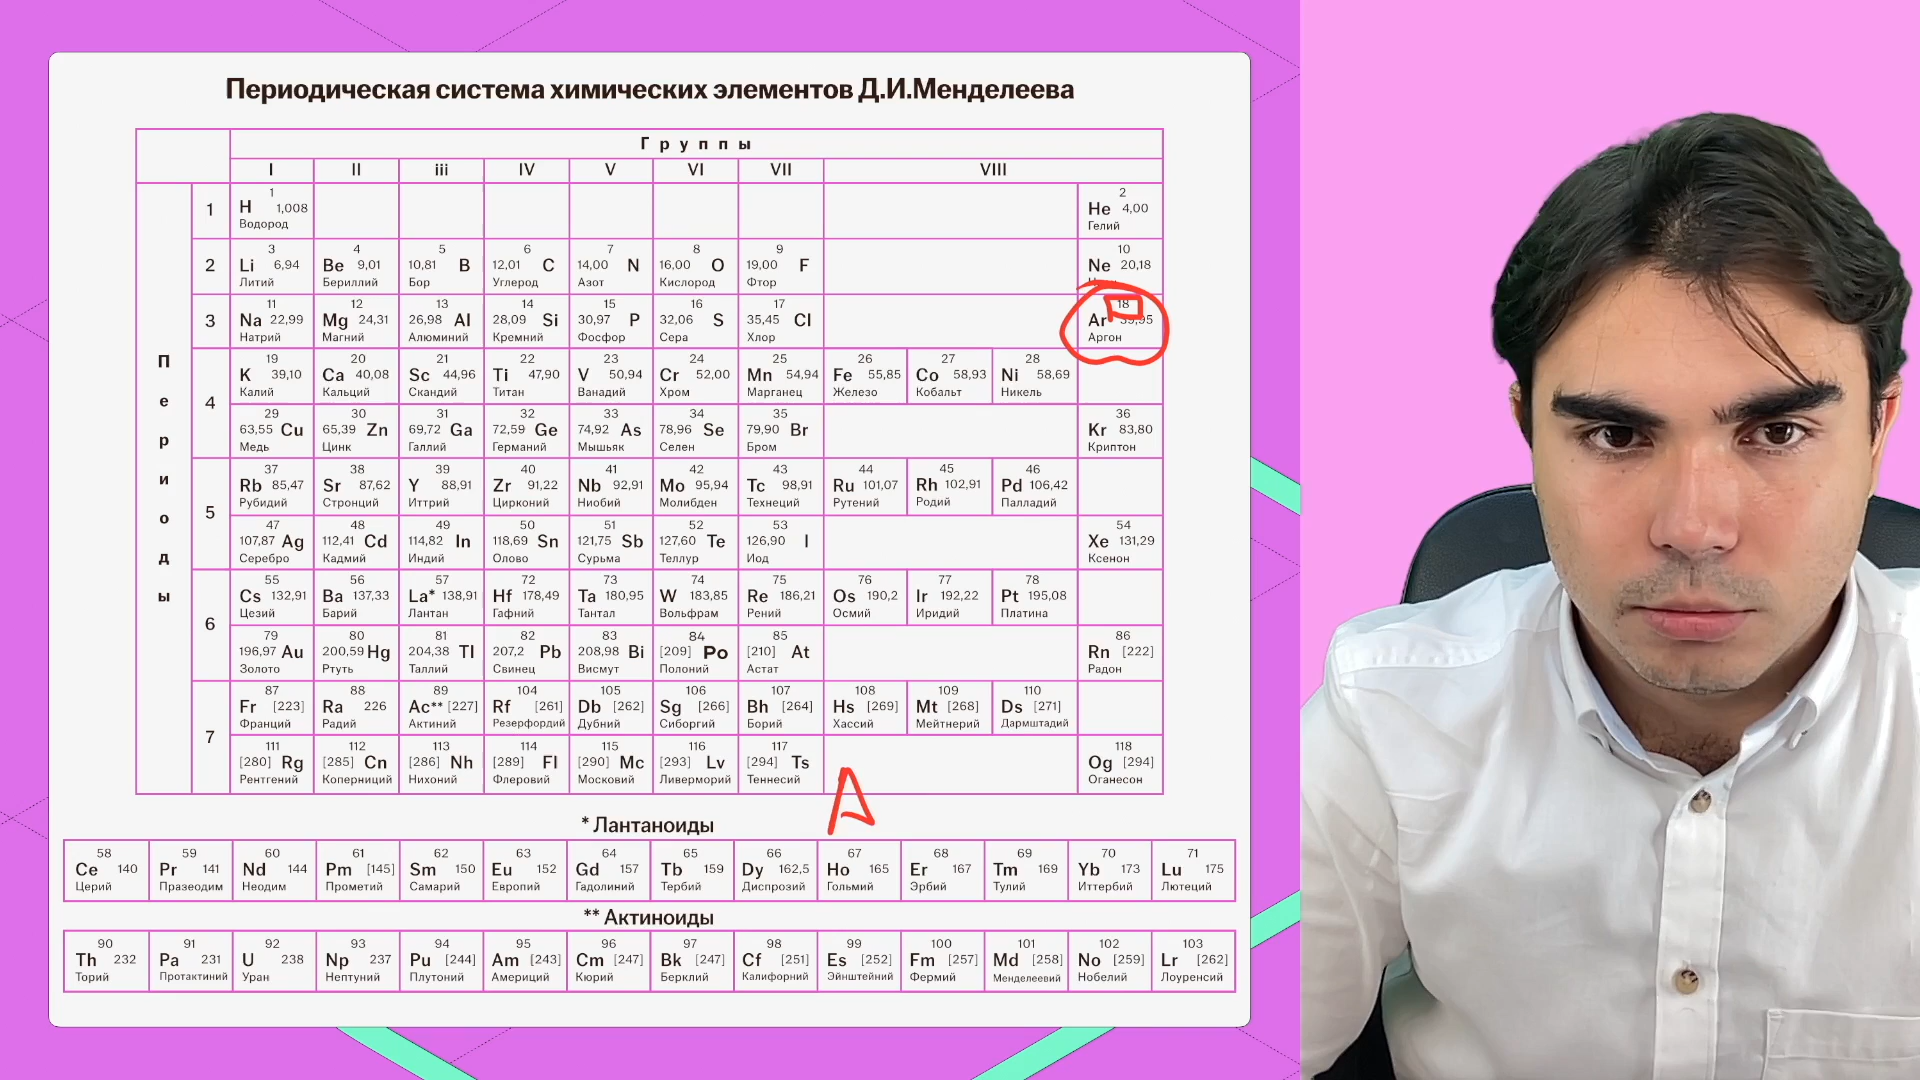 Периодическая система химических элементов Д.И.Менделеева
Группы
I II iii IV V VI VII VIII
Периоды
1
1 2
H 1,008 He 4,00
Водород Гелий
2
3 4 5 6 7 8 9 10
Li 6,94 Be 9,01 10,81 B 12,01 C 14,00 N 16,00 O 19,00 F Ne 20,18
Литий Бериллий Бор Углерод Азот Кислород Фтор
3
11 12 13 14 15 16 17 18
Na 22,99 Mg 24,31 26,98 Al 28,09 Si 30,97 P 32,06 S 35,45 Cl Ar 39,95
Натрий Магний Алюминий Кремний Фосфор Сера Хлор Аргон
4
19 20 21 22 23 24 25 26 27 28
K 39,10 Ca 40,08 Sc 44,96 Ti 47,90 V 50,94 Cr 52,00 Mn 54,94 Fe 55,85 Co 58,93 Ni 58,69
Калий Кальций Скандий Титан Ванадий Хром Марганец Железо Кобальт Никель
29 30 31 32 33 34 35 36
63,55 Cu 65,39 Zn 69,72 Ga 72,59 Ge 74,92 As 78,96 Se 79,90 Br Kr 83,80
Медь Цинк Галлий Германий Мышьяк Селен Бром Криптон
5
37 38 39 40 41 42 43 44 45 46
Rb 85,47 Sr 87,62 Y 88,91 Zr 91,22 Nb 92,91 Mo 95,94 Tc 98,91 Ru 101,07 Rh 102,91 Pd 106,42
Рубидий Стронций Иттрий Цирконий Ниобий Молибден Технеций Рутений Родий Палладий
47 48 49 50 51 52 53 54
107,87 Ag 112,41 Cd 114,82 In 118,69 Sn 121,75 Sb 127,60 Te 126,90 I Xe 131,29
Серебро Кадмий Индий Олово Сурьма Теллур Иод Ксенон
6
55 56 57 72 73 74 75 76 77 78
Cs 132,91 Ba 137,33 La* 138,91 Hf 178,49 Ta 180,95 W 183,85 Re 186,21 Os 190,2 Ir 192,22 Pt 195,08
Цезий Барий Лантан Гафний Тантал Вольфрам Рений Осмий Иридий Платина
79 80 81 82 83 84 85 86
196,97 Au 200,59 Hg 204,38 Tl 207,2 Pb 208,98 Bi [209] Po [210] At Rn [222]
Золото Ртуть Таллий Свинец Висмут Полоний Астат Радон
7
87 88 89 104 105 106 107 108 109 110
Fr [223] Ra 226 Ac** [227] Rf [261] Db [262] Sg [266] Bh [264] Hs [269] Mt [268] Ds [271]
Франций Радий Актиний Резерфордий Дубний Сиборгий Борий Хассий Мейтнерий Дармштадий
111 112 113 114 115 116 117 118
[280] Rg [285] Cn [286] Nh [289] Fl [290] Mc [293] Lv [294] Ts Og [294]
Рентгений Коперниций Нихоний Флеровий Московий Ливерморий Теннесий Оганесон
А
* Лантаноиды
58 59 60 61 62 63 64 65 66 67 68 69 70 71
Ce 140 Pr 141 Nd 144 Pm [145] Sm 150 Eu 152 Gd 157 Tb 159 Dy 162,5 Ho 165 Er 167 Tm 169 Yb 173 Lu 175
Церий Празеодим Неодим Прометий Самарий Европий Гадолиний Тербий Диспрозий Гольмий Эрбий Тулий Иттербий Лютеций
** Актиноиды
90 91 92 93 94 95 96 97 98 99 100 101 102 103
Th 232 Pa 231 U 238 Np 237 Pu [244] Am [243] Cm [247] Bk [247] Cf [251] Es [252] Fm [257] Md [258] No [259] Lr [262]
Торий Протактиний Уран Нептуний Плутоний Америций Кюрий Берклий Калифорний Эйнштейний Фермий Менделеевий Нобелий Лоуренсий